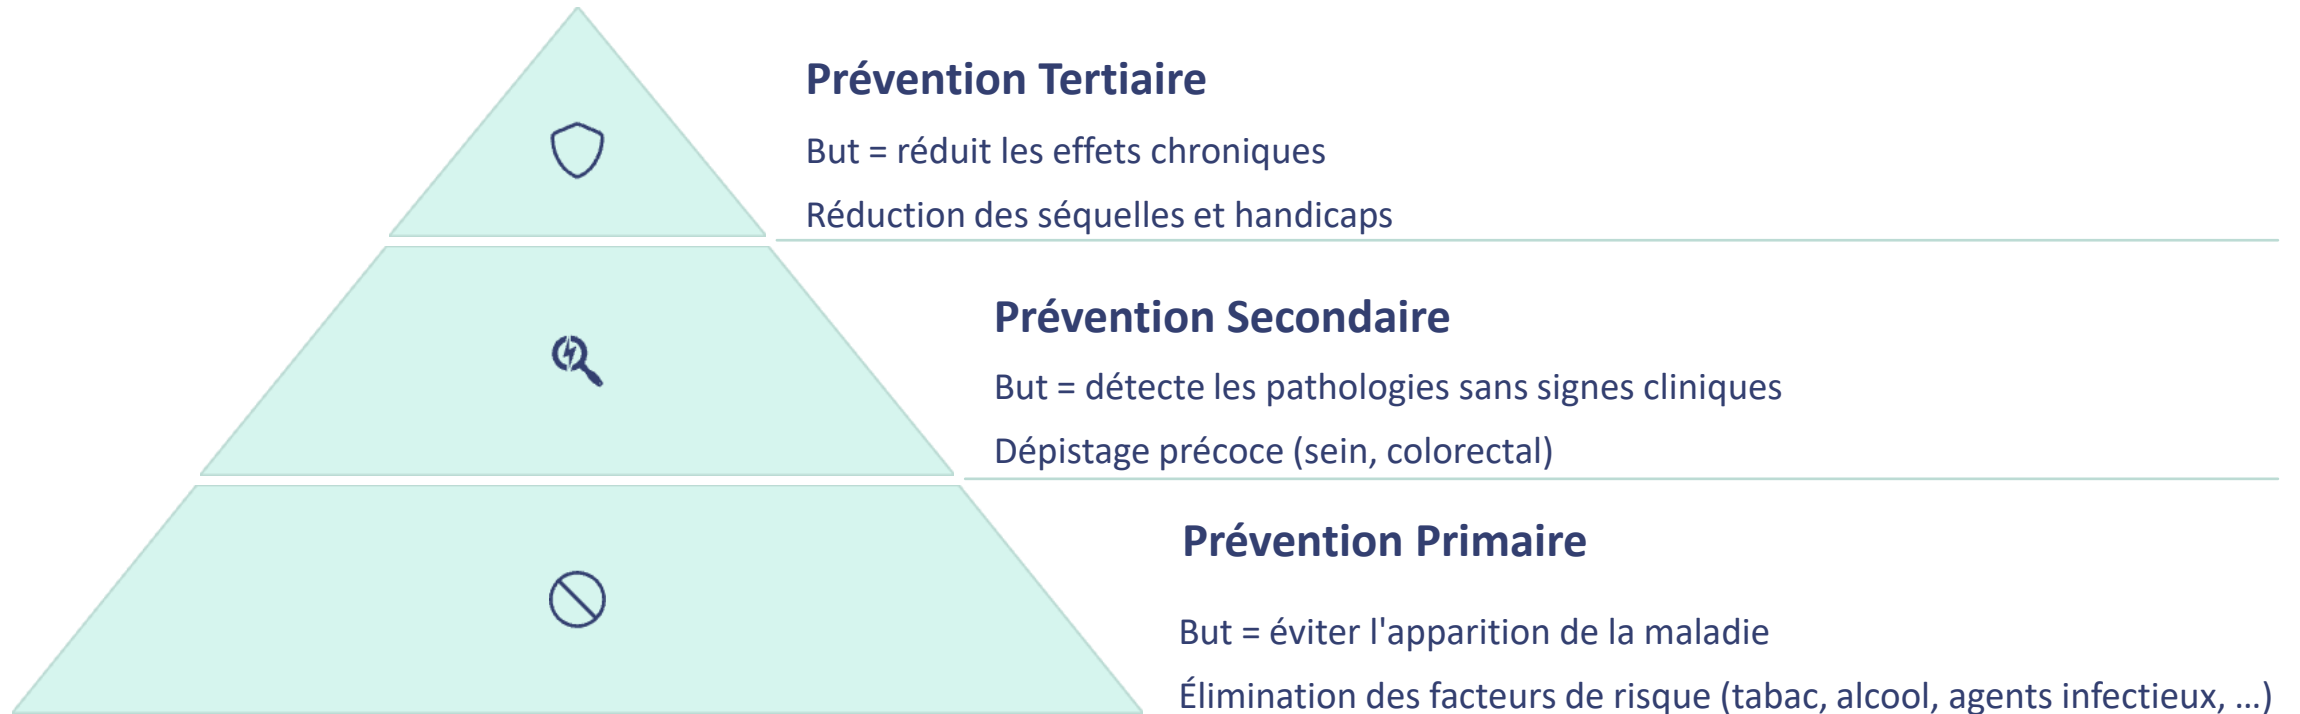 Prévention Tertiaire
But = réduit les effets chroniques
Réduction des séquelles et handicaps
Prévention Secondaire
But = détecte les pathologies sans signes cliniques
Dépistage précoce (sein, colorectal)
Prévention Primaire
But = éviter l'apparition de la maladie
Élimination des facteurs de risque (tabac, alcool, agents infectieux, ...)